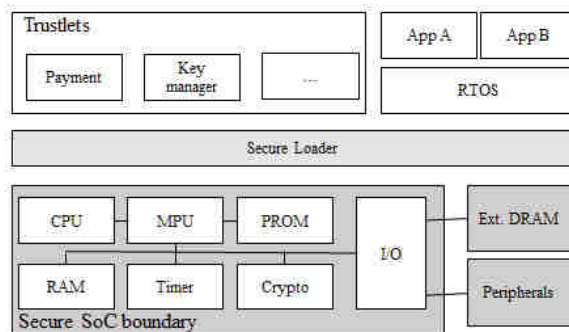 Trustlets
Payment
Key
manager
...
App A
App B
RTOS
Secure Loader
CPU
MPU
PROM
I/O
Ext. DRAM
RAM
Timer
Crypto
Peripherals
Secure SoC boundary